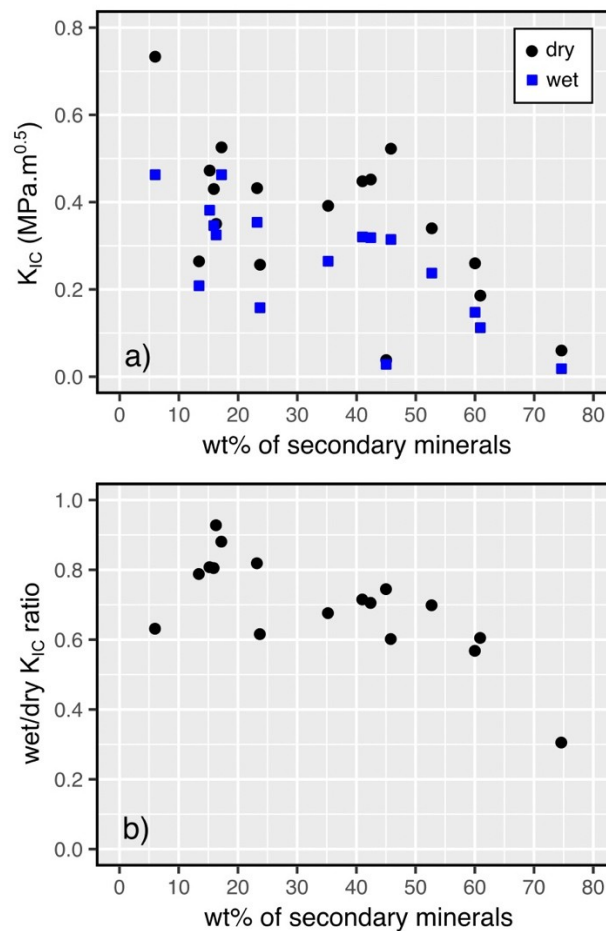 0.8
dry
wet
0.6
0.4
0.2
0.0
K_IC (MPa.m^0.5)
a)
0 10 20 30 40 50 60 70 80
wt% of secondary minerals
1.0
0.8
0.6
0.4
0.2
0.0
wet/dry K_IC ratio
b)
0 10 20 30 40 50 60 70 80
wt% of secondary minerals